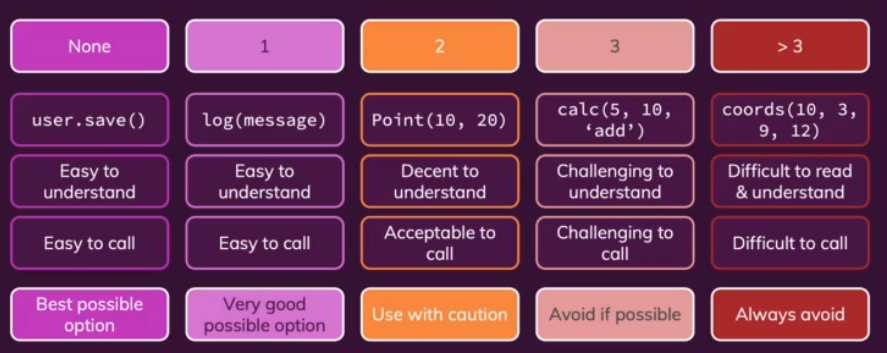 None
1
2
3
> 3
user.save()
log(message)
Point(10, 20)
calc(5, 10,
‘add’)
coords(10, 3,
9, 12)
Easy to
understand
Easy to
understand
Decent to
understand
Challenging to
understand
Difficult to read
& understand
Easy to call
Easy to call
Acceptable to
call
Challenging to
call
Difficult to call
Best possible
option
Very good
possible option
Use with caution
Avoid if possible
Always avoid